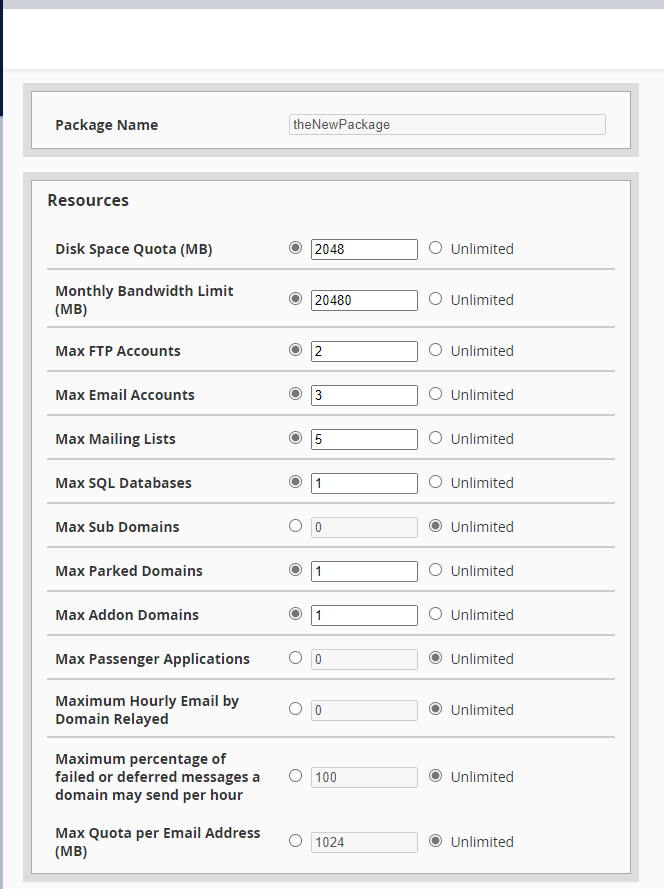 Package Name theNewPackage
Resources
Disk Space Quota (MB) 2048 Unlimited
Monthly Bandwidth Limit
(MB) 20480 Unlimited
Max FTP Accounts 2 Unlimited
Max Email Accounts 3 Unlimited
Max Mailing Lists 5 Unlimited
Max SQL Databases 1 Unlimited
Max Sub Domains 0 Unlimited
Max Parked Domains 1 Unlimited
Max Addon Domains 1 Unlimited
Max Passenger Applications 0 Unlimited
Maximum Hourly Email by
Domain Relayed 0 Unlimited
Maximum percentage of
failed or deferred messages a 100 Unlimited
domain may send per hour
Max Quota per Email Address
(MB) 1024 Unlimited